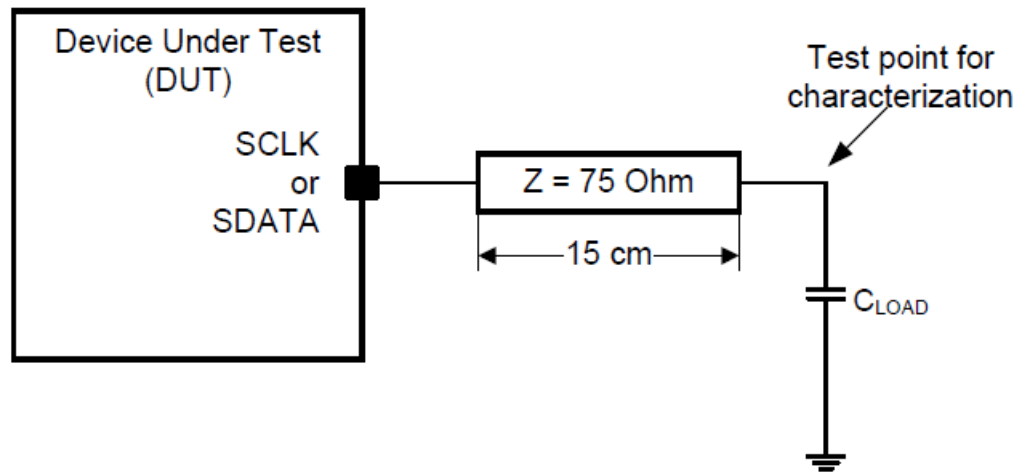 Device Under Test
(DUT)
SCLK
or
SDATA
Z = 75 Ohm
15 cm
Test point for
characterization
CLOAD